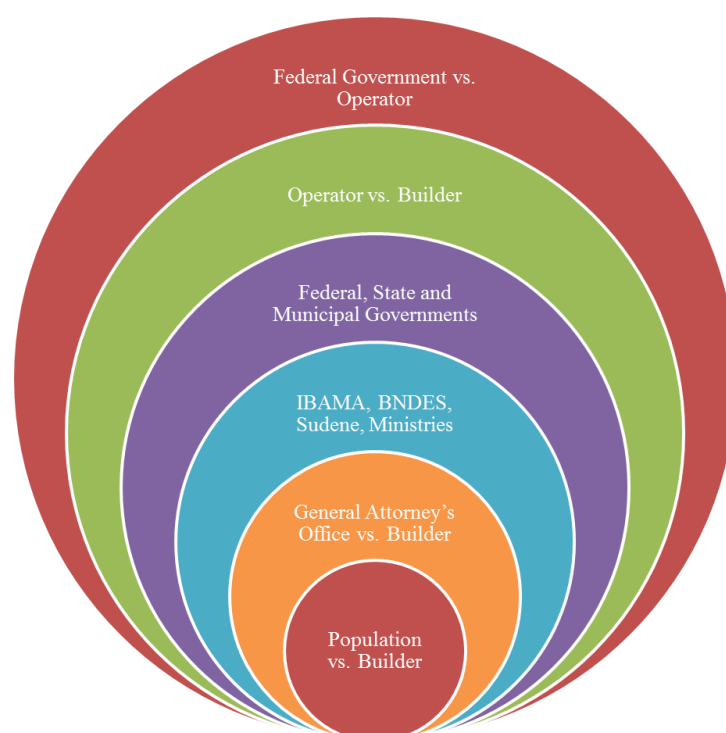 Federal Government vs.
Operator
Operator vs. Builder
Federal, State and
Municipal Governments
IBAMA, BNDES,
Sudene, Ministries
General Attorney’s
Office vs. Builder
Population
vs. Builder